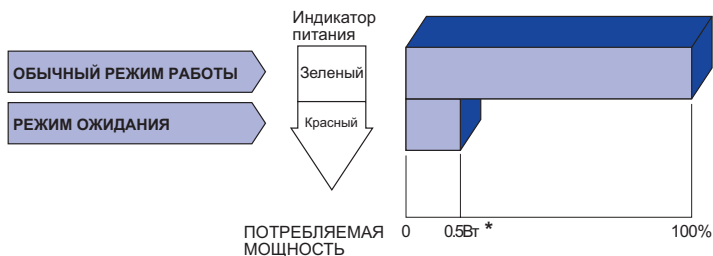 Индикатор
питания
ОБЫЧНЫЙ РЕЖИМ РАБОТЫ
Зеленый
РЕЖИМ ОЖИДАНИЯ
Красный
ПОТРЕБЛЯЕМАЯ
МОЩНОСТЬ
0 0.5Вт * 100%